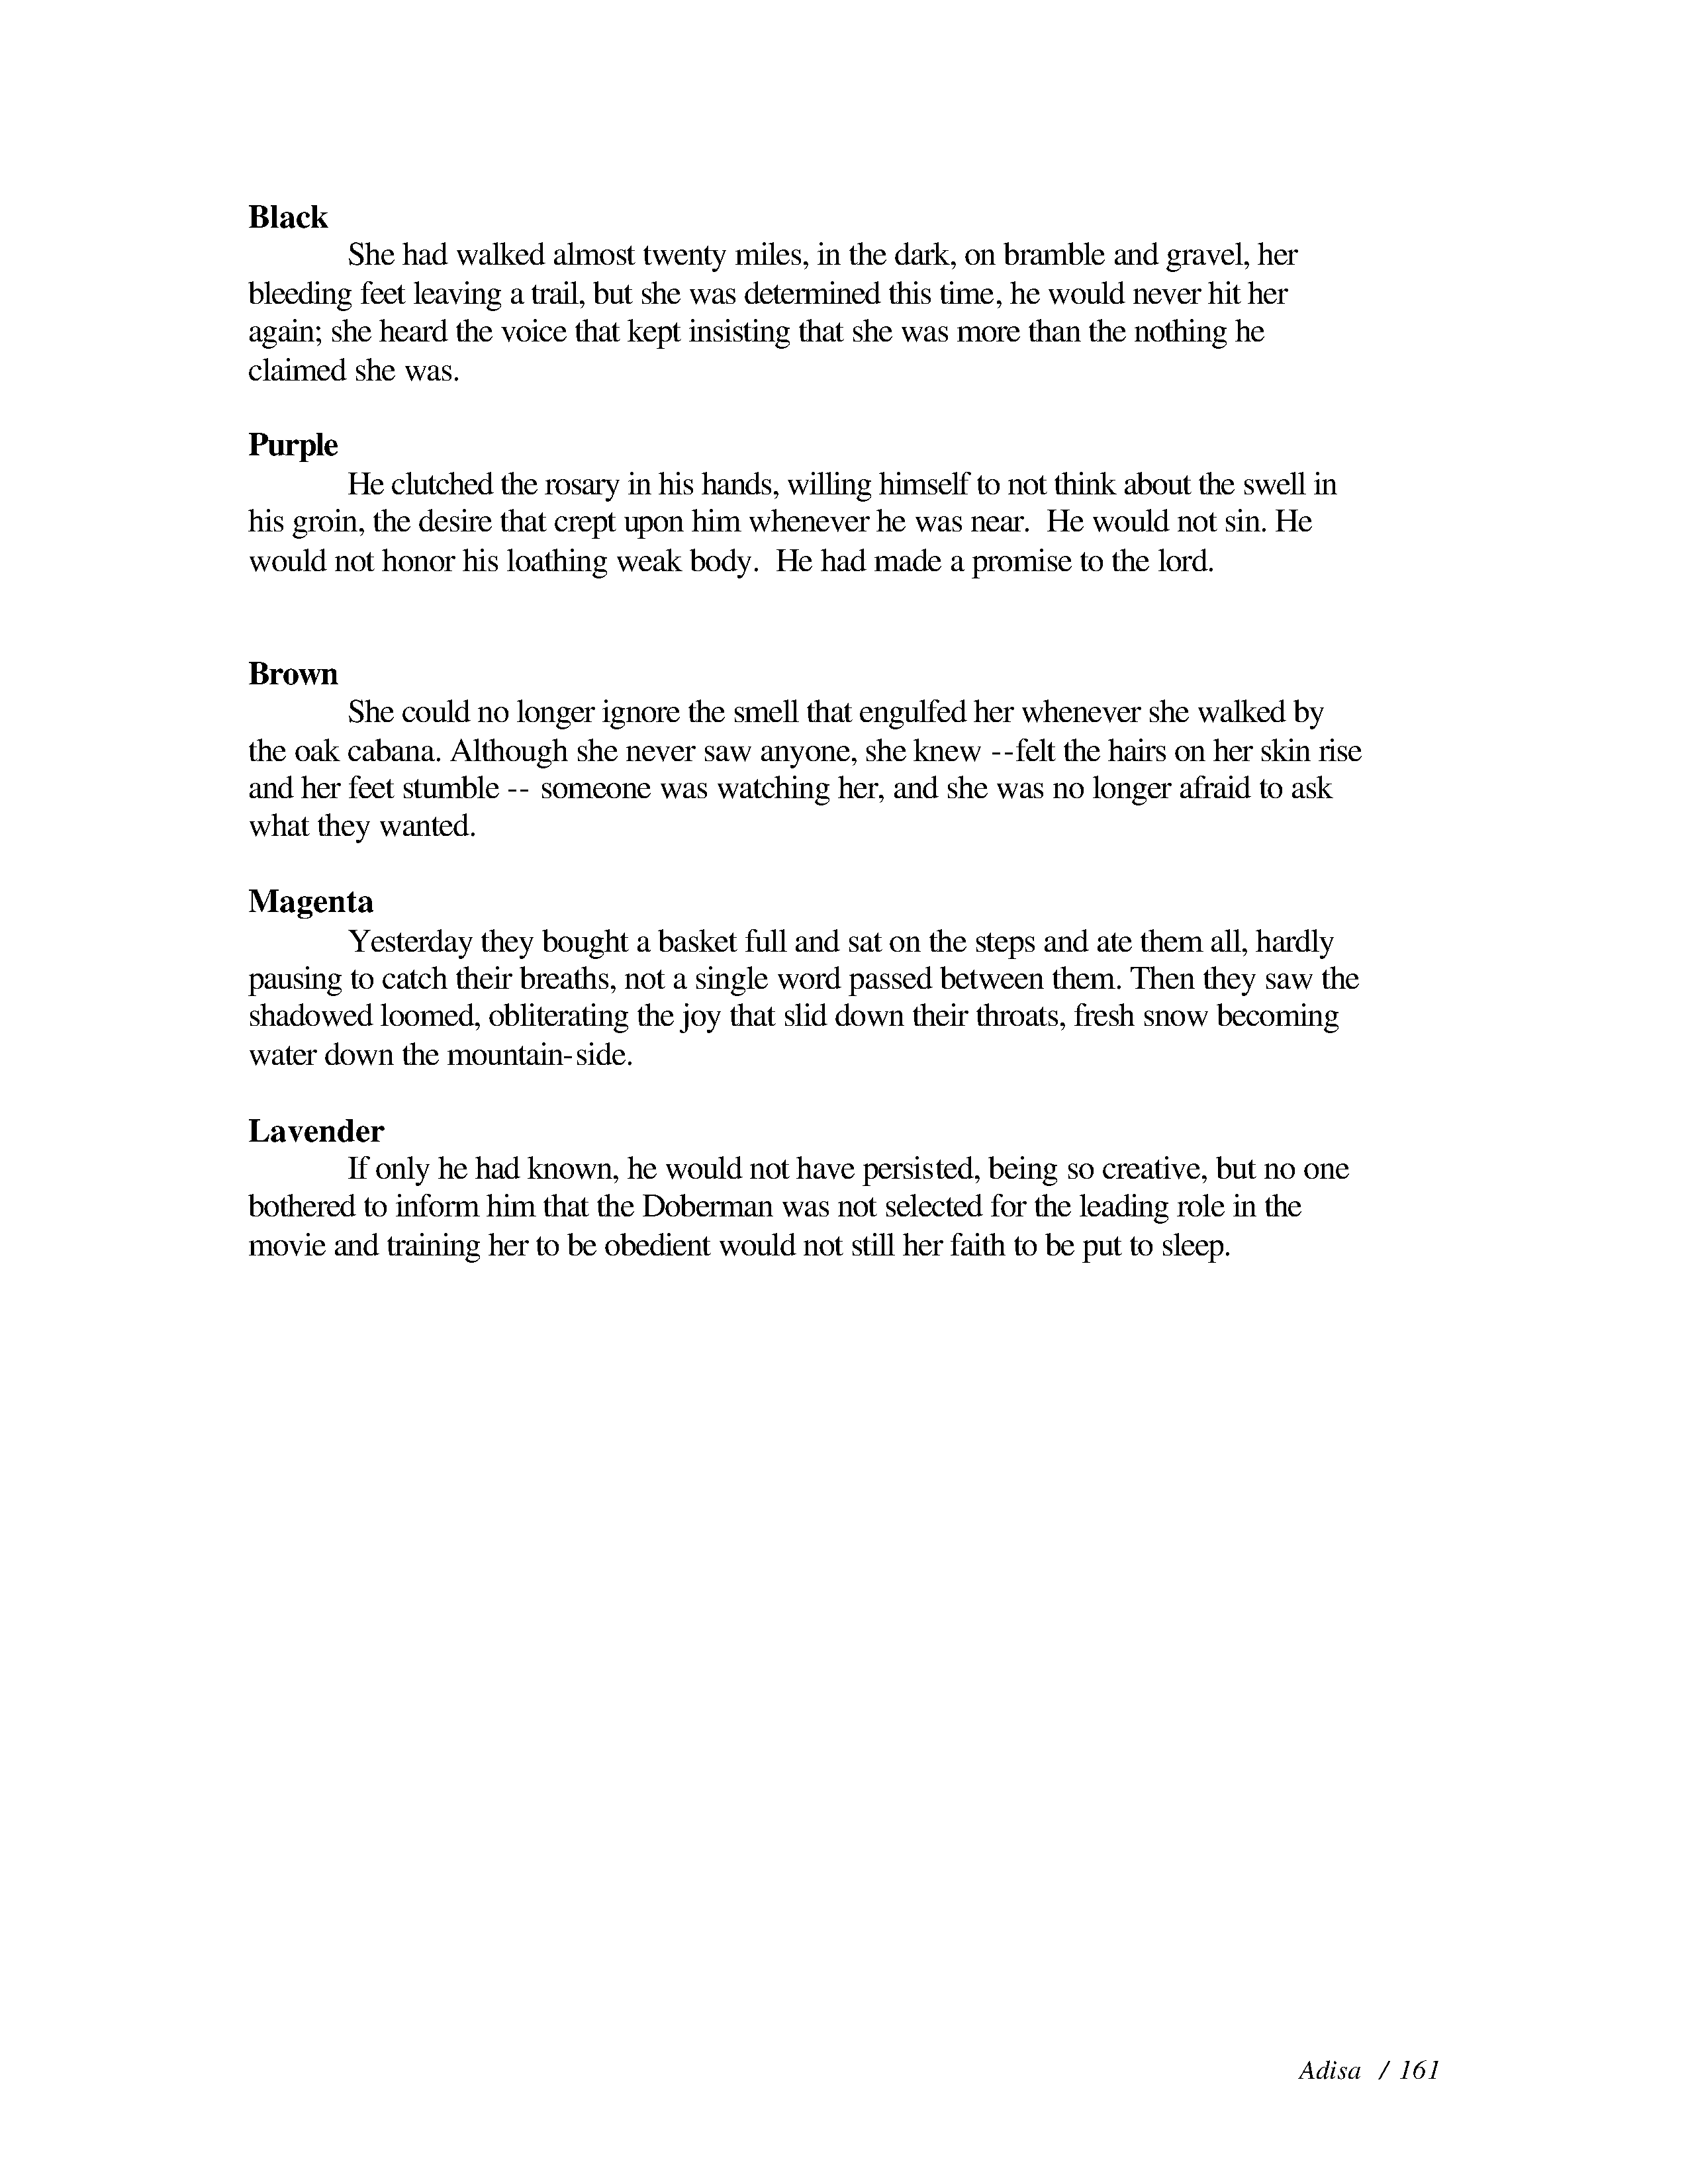 Black
She had walked almost twenty miles, in the dark, on bramble and gravel, her
bleeding feet leaving a trail, but she was determined this time, he would never hit her
again; she heard the voice that kept insisting that she was more than the nothing he
claimed she was.
Purple
He clutched the rosary in his hands, willing himself to not think about the swell in
his groin, the desire that crept upon him whenever he was near.  He would not sin. He
would not honor his loathing weak body.  He had made a promise to the lord.
Brown
She could no longer ignore the smell that engulfed her whenever she walked by
the oak cabana. Although she never saw anyone, she knew --felt the hairs on her skin rise
and her feet stumble -- someone was watching her, and she was no longer afraid to ask
what they wanted.
Magenta
Yesterday they bought a basket full and sat on the steps and ate them all, hardly
pausing to catch their breaths, not a single word passed between them. Then they saw the
shadowed loomed, obliterating the joy that slid down their throats, fresh snow becoming
water down the mountain-side.
Lavender
If only he had known, he would not have persisted, being so creative, but no one
bothered to inform him that the Doberman was not selected for the leading role in the
movie and training her to be obedient would not still her faith to be put to sleep.
Adisa / 161